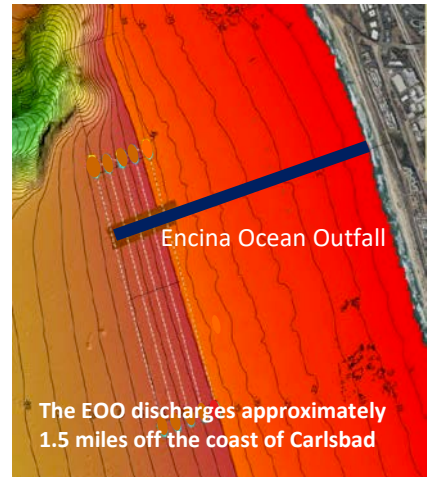 Encina Ocean Outfall
The EOO discharges approximately
1.5 miles off the coast of Carlsbad